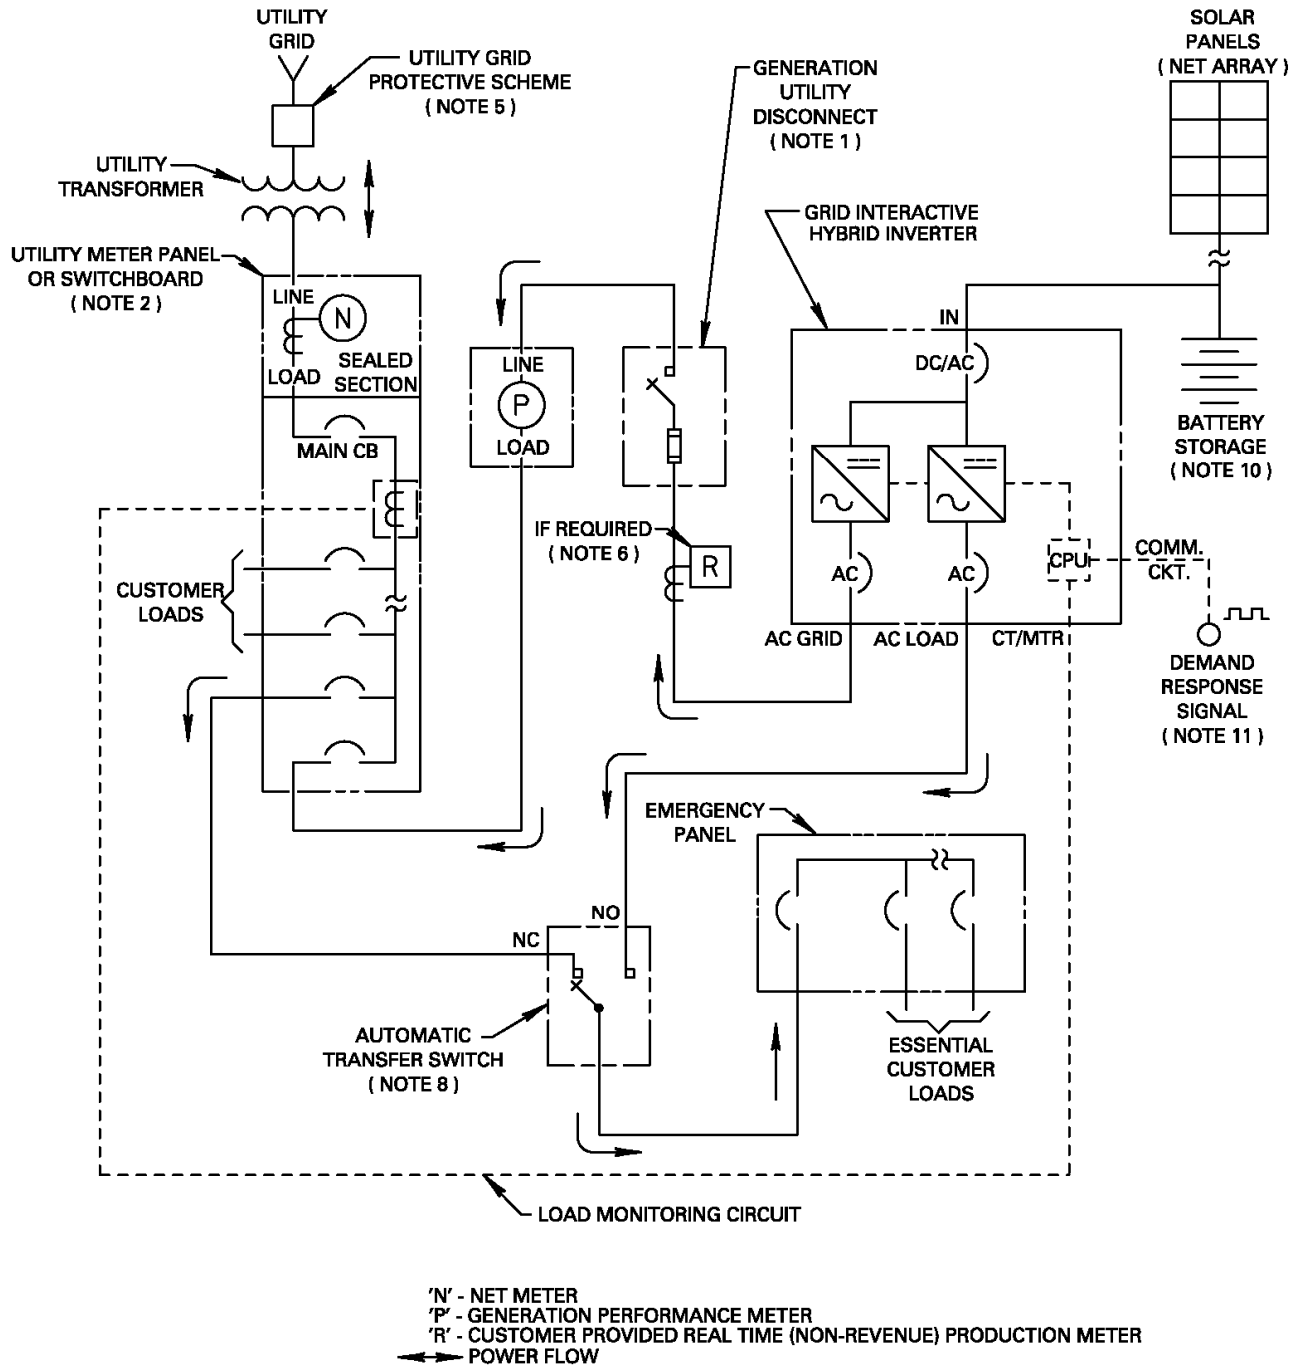 UTILITY
GRID
UTILITY GRID
PROTECTIVE SCHEME
( NOTE 5 )
UTILITY
TRANSFORMER
UTILITY METER PANEL
OR SWITCHBOARD
( NOTE 2 )
LINE
N
LOAD
SEALED
SECTION
MAIN CB
CUSTOMER
LOADS
LINE
P
LOAD
GENERATION
UTILITY
DISCONNECT
( NOTE 1 )
IF REQUIRED
( NOTE 6 )
R
GRID INTERACTIVE
HYBRID INVERTER
SOLAR
PANELS
( NET ARRAY )
IN
DC/AC
BATTERY
STORAGE
( NOTE 10 )
AC
AC
CPU
COMM.
CKT.
AC GRID
AC LOAD
CT/MTR
DEMAND
RESPONSE
SIGNAL
( NOTE 11 )
EMERGENCY
PANEL
NO
NC
AUTOMATIC
TRANSFER SWITCH
( NOTE 8 )
ESSENTIAL
CUSTOMER
LOADS
LOAD MONITORING CIRCUIT
'N' - NET METER
'P' - GENERATION PERFORMANCE METER
'R' - CUSTOMER PROVIDED REAL TIME (NON-REVENUE) PRODUCTION METER
POWER FLOW